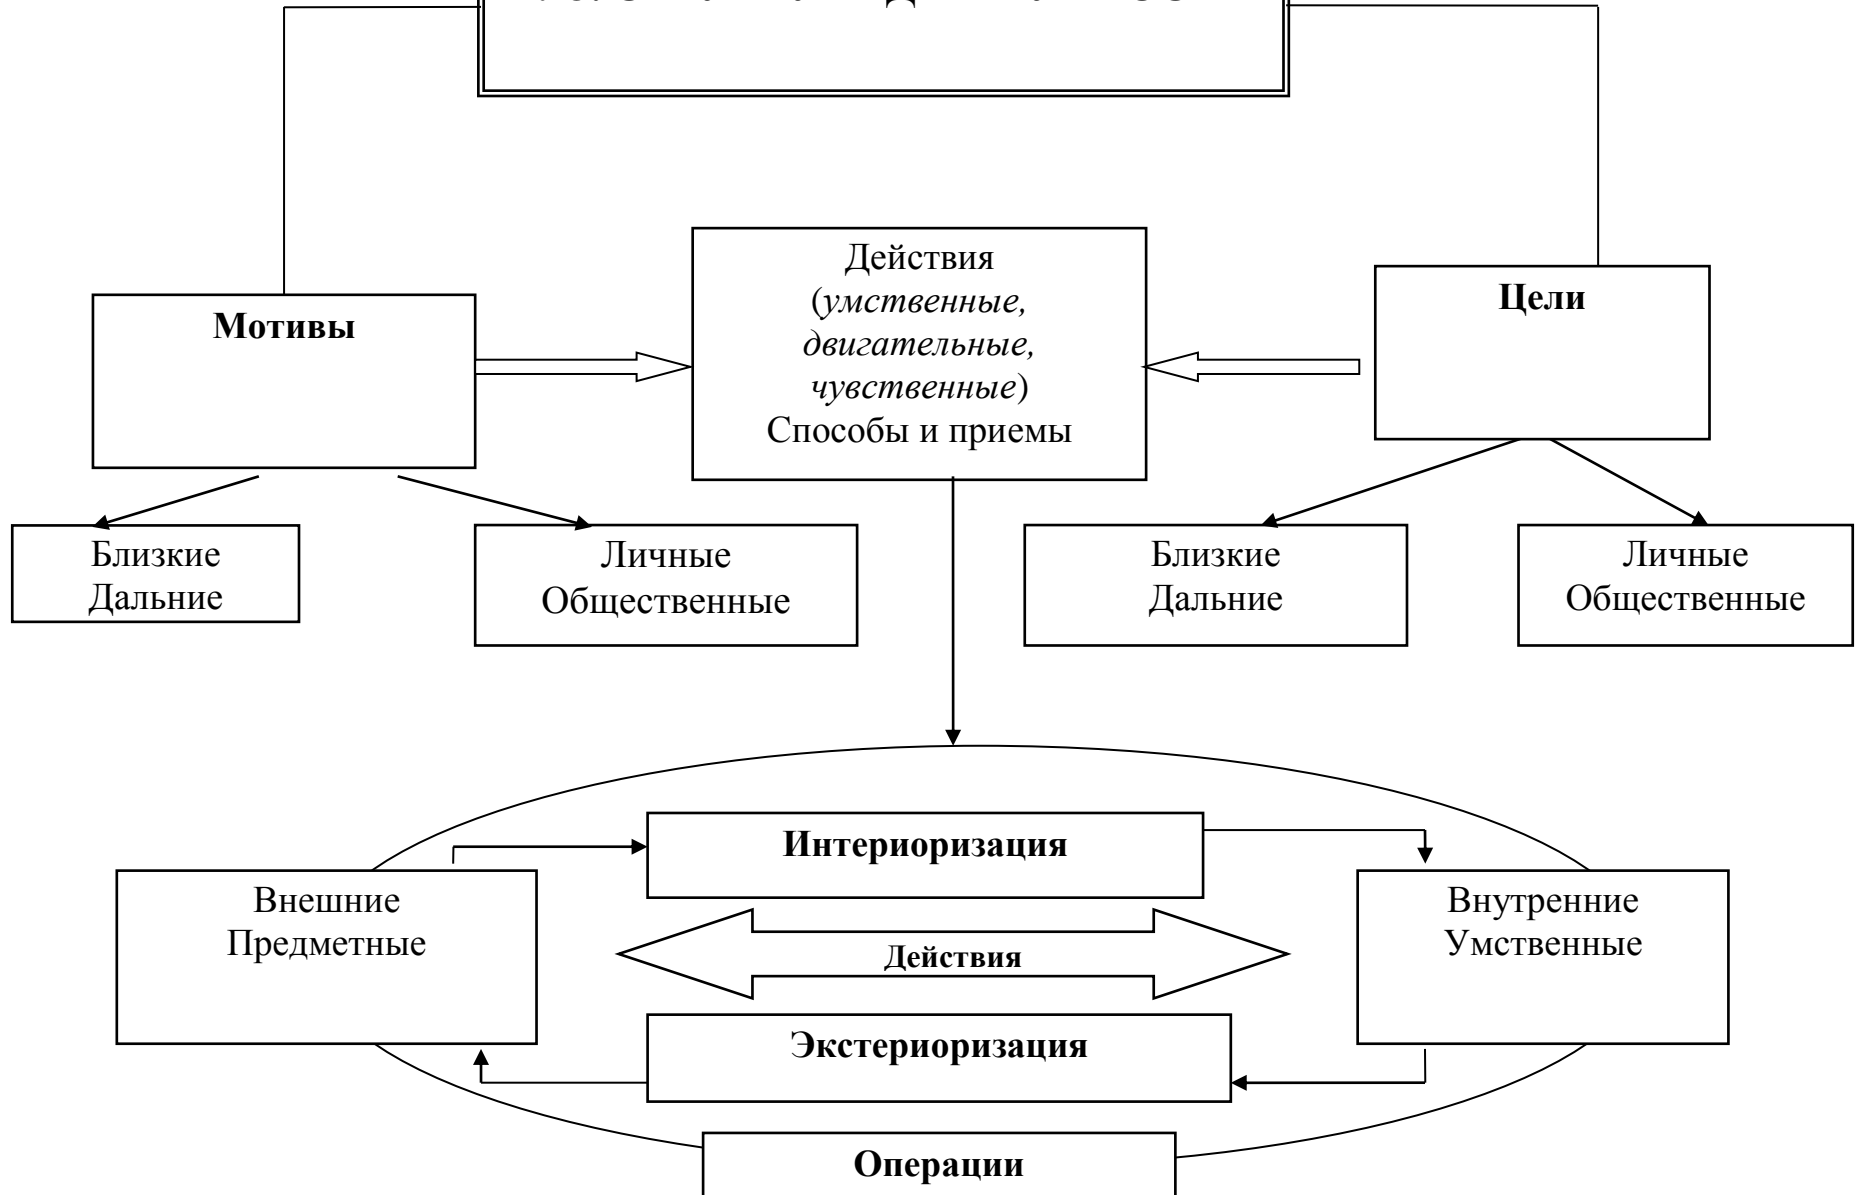 Действия
(умственные,
двигательные,
чувственные)
Способы и приемы
Мотивы
Цели
Близкие
Дальние
Личные
Общественные
Близкие
Дальние
Личные
Общественные
Интериоризация
Внешние
Предметные
Внутренние
Умственные
Действия
Экстериоризация
Операции